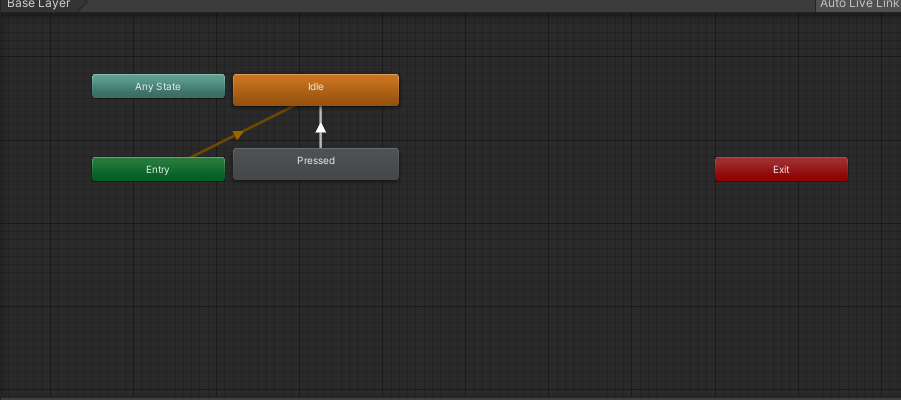 Base Layer
Auto Live Link
Any State
Idle
Pressed
Entry
Exit